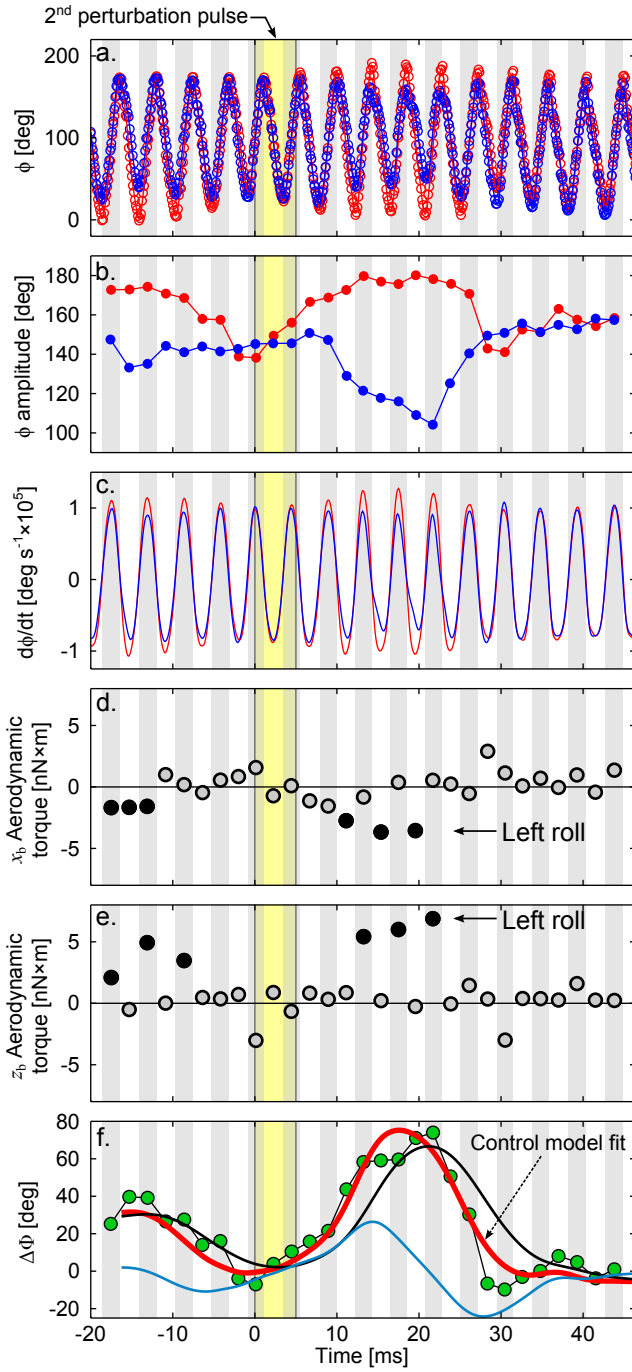 2nd perturbation pulse
a.
200
100
0
ϕ [deg]
b.
180
160
140
120
100
ϕ amplitude [deg]
c.
1
0
-1
dϕ/dt [deg s⁻¹×10⁵]
d.
5
0
-5
x_b Aerodynamic
torque [nN×m]
Left roll
e.
5
0
-5
z_b Aerodynamic
torque [nN×m]
Left roll
f.
80
60
40
20
0
-20
ΔΦ [deg]
Control model fit
-20 -10 0 10 20 30 40
Time [ms]